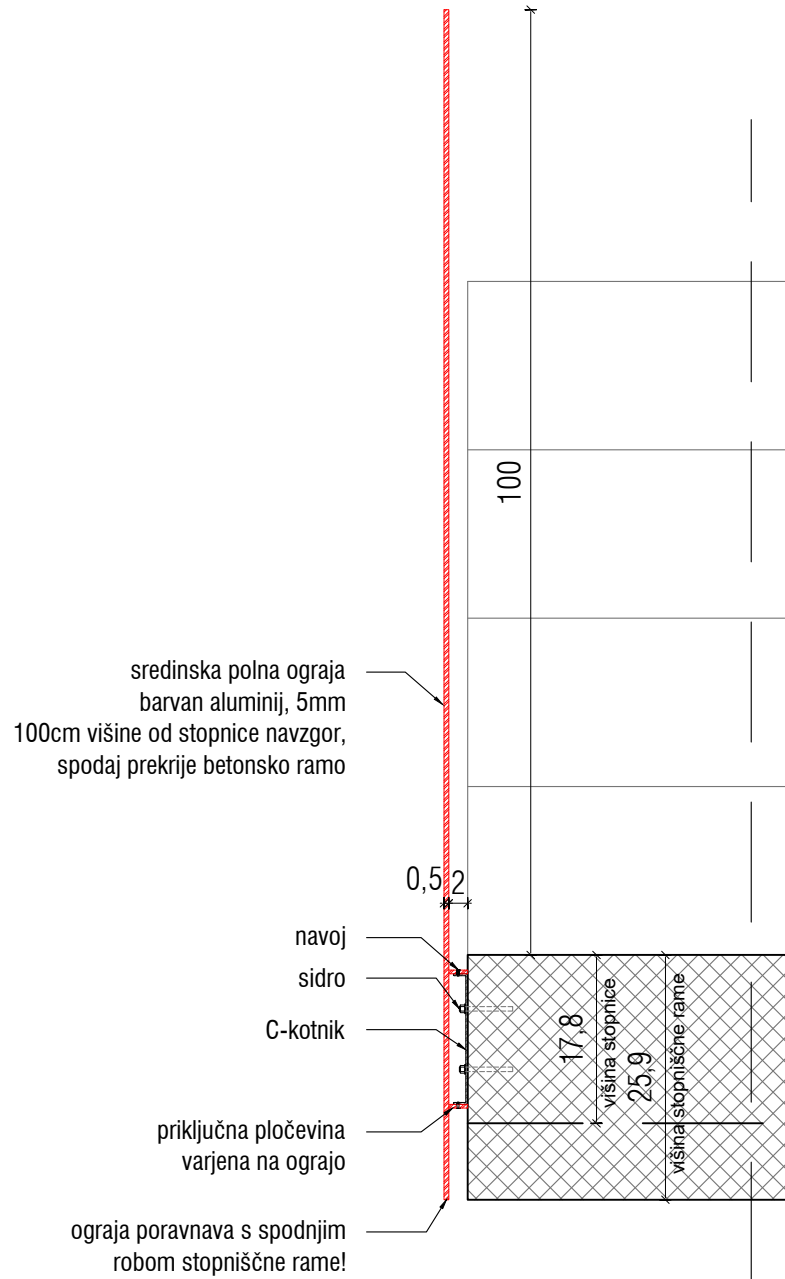 100
sredinska polna ograja
barvan aluminij, 5mm
100cm višine od stopnice navzgor,
spodaj prekrije betonsko ramo
0,5 2
navoj
sidro
C-kotnik
17,8
višina stopnice
25,9
višina stopniščne rame
priključna pločevina
varjena na ograjo
ograja poravnava s spodnjim
robom stopniščne rame!